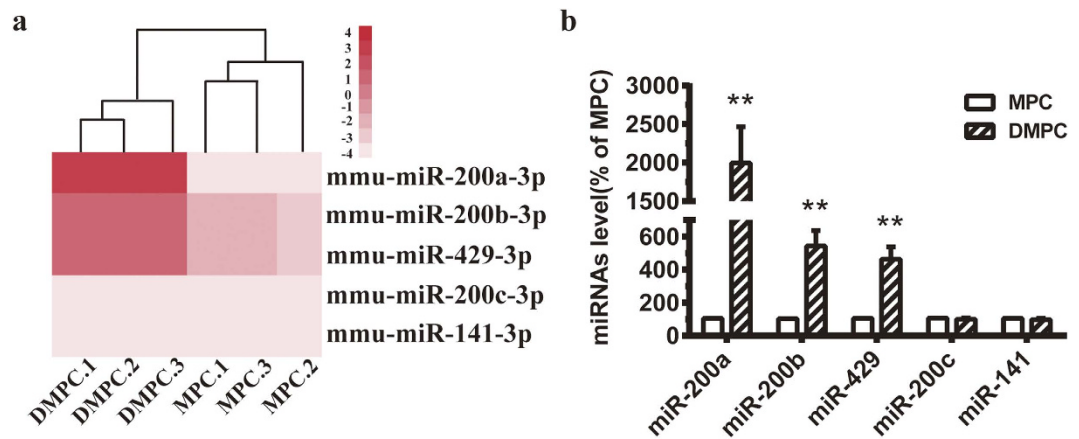 a
4
3
2
1
0
-1
-2
-3
-4
mmu-miR-200a-3p
mmu-miR-200b-3p
mmu-miR-429-3p
mmu-miR-200c-3p
mmu-miR-141-3p
DMPC.1
DMPC.2
DMPC.3
MPC.1
MPC.3
MPC.2
b
miRNAs level(% of MPC)
3000
2500
2000
1500
600
400
200
0
**
**
**
MPC
DMPC
miR-200a
miR-200b
miR-429
miR-200c
miR-141